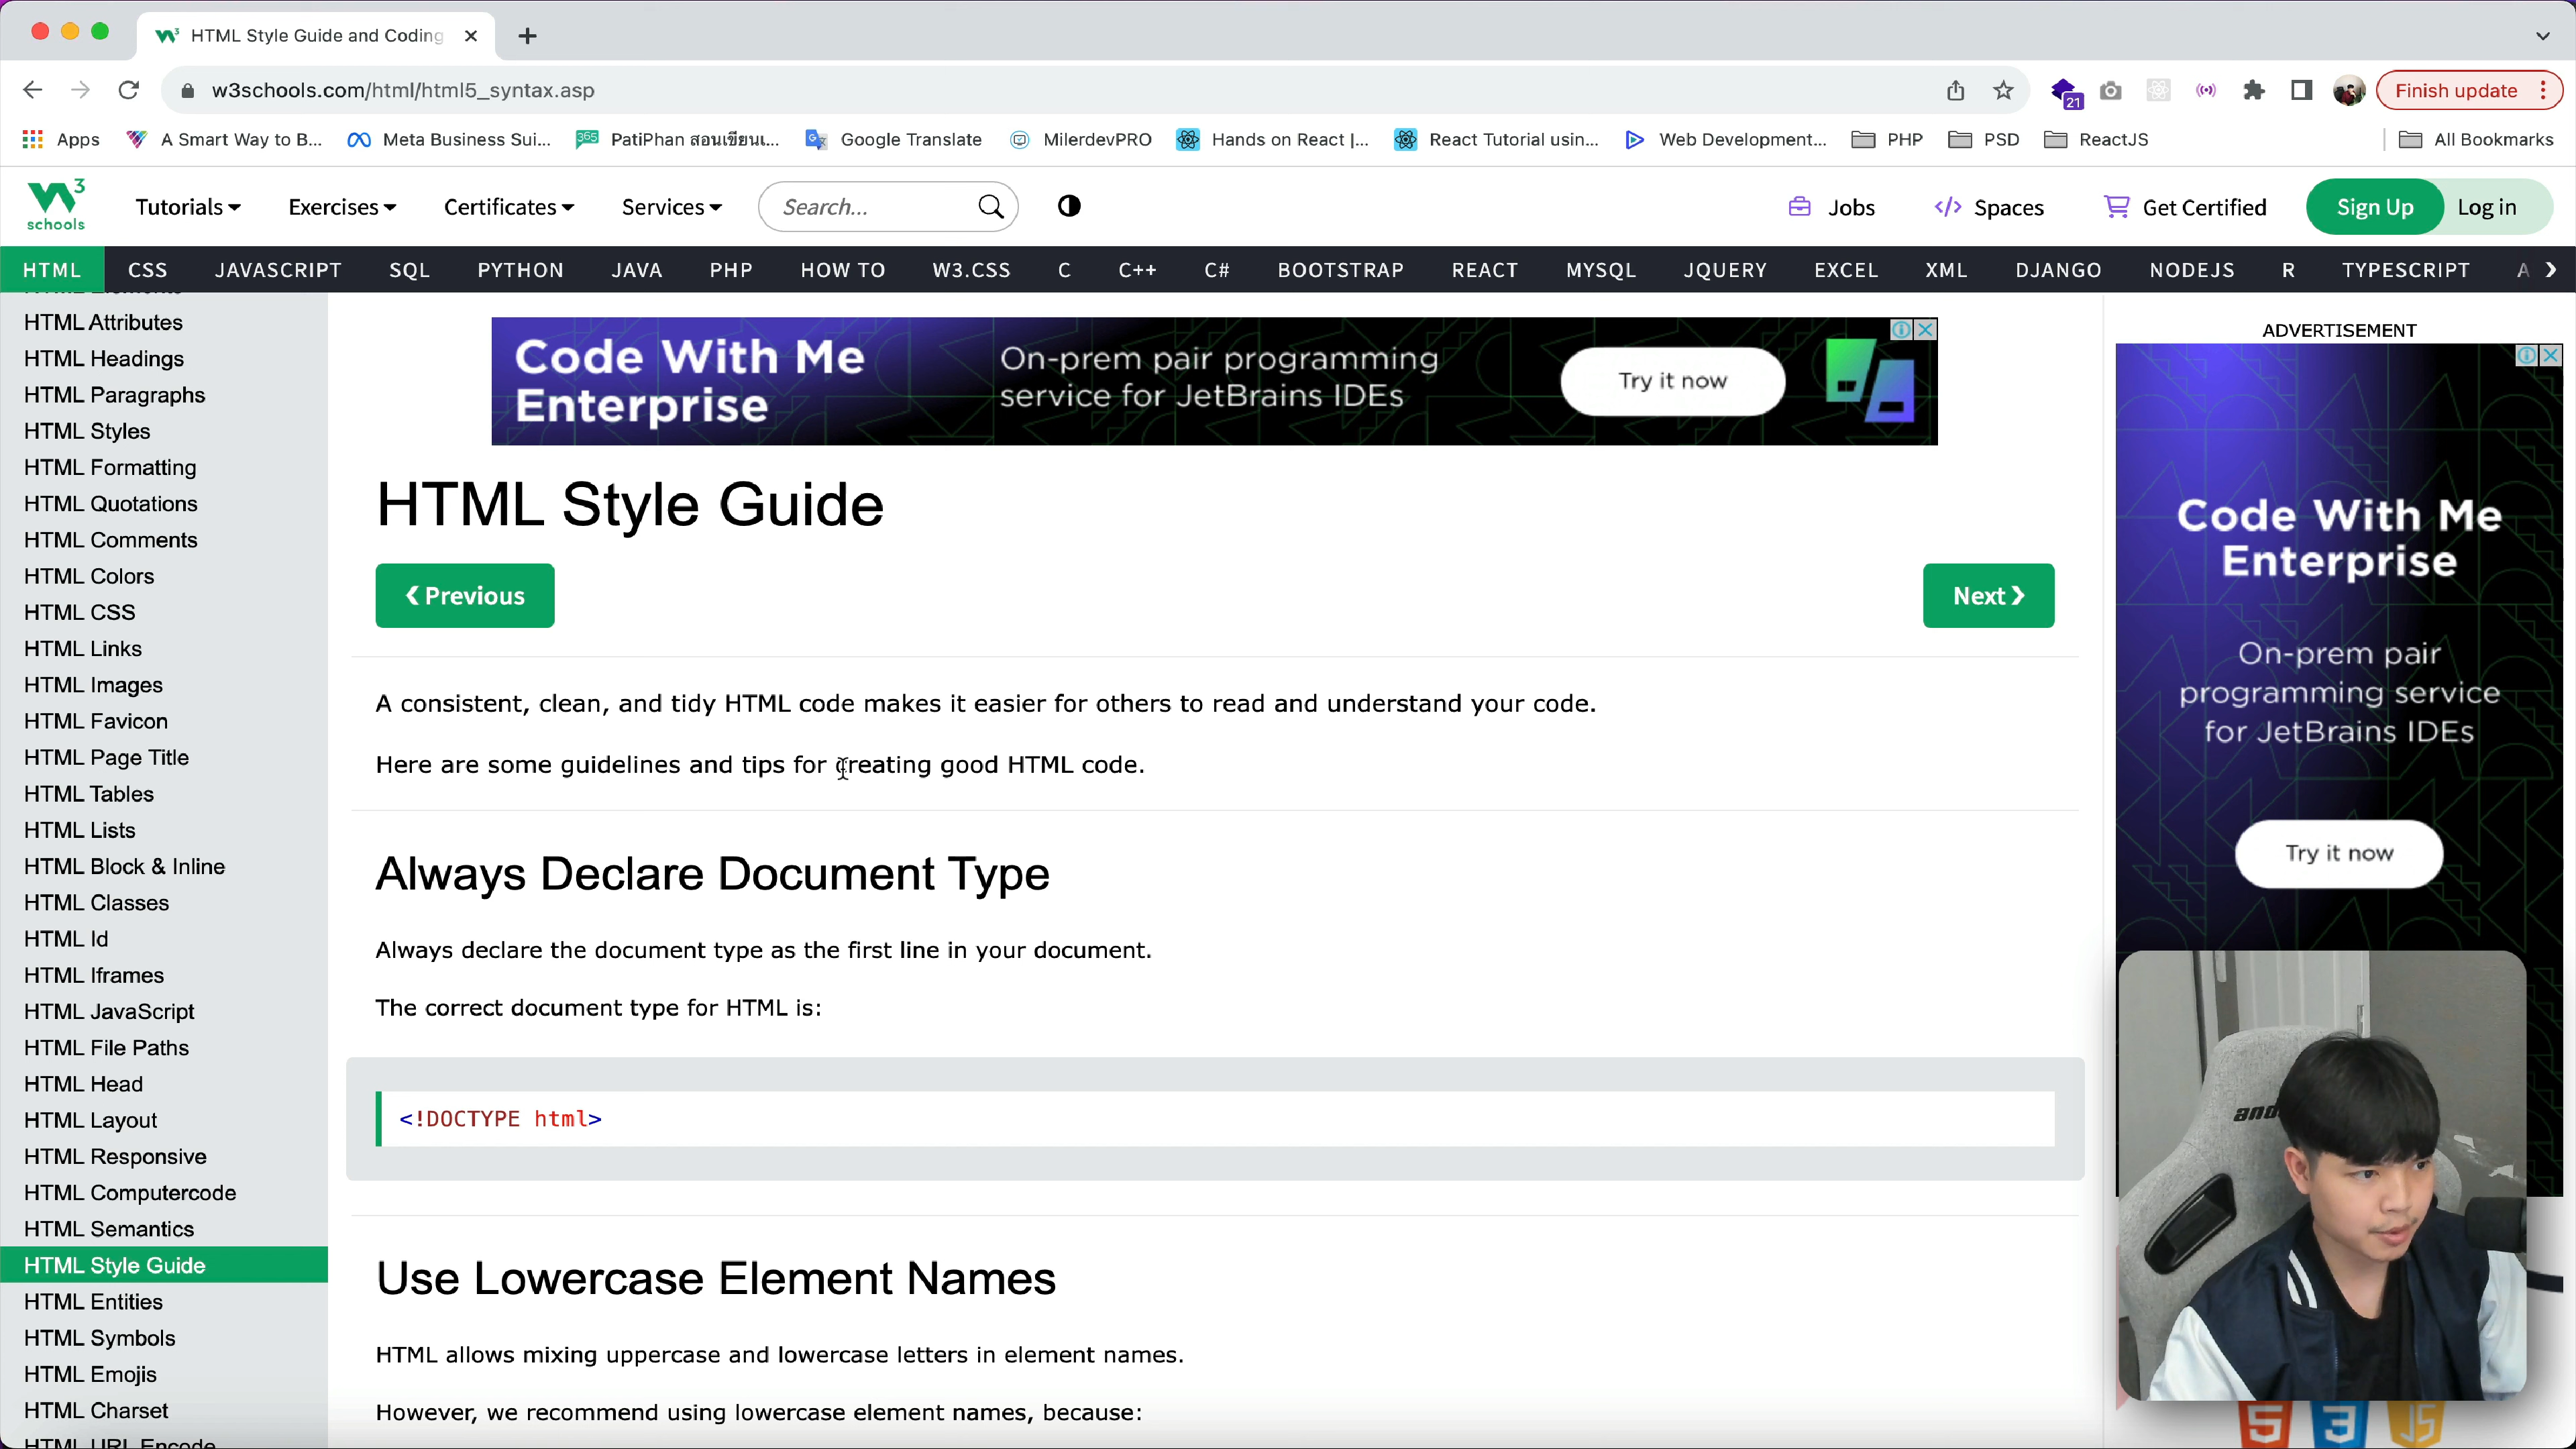 HTML Style Guide and Coding
w3schools.com/html/html5_syntax.asp
21
Finish update
Apps
A Smart Way to B...
Meta Business Sui...
365
PatiPhan สอนเขียนเ...
Google Translate
MilerdevPRO
Hands on React |...
React Tutorial usin...
Web Development...
PHP
PSD
ReactJS
All Bookmarks
W3 schools
Tutorials
Exercises
Certificates
Services
Search...
Jobs
Spaces
Get Certified
Sign Up
Log in
HTML CSS JAVASCRIPT SQL PYTHON JAVA PHP HOW TO W3.CSS C C++ C# BOOTSTRAP REACT MYSQL JQUERY EXCEL XML DJANGO NODEJS R TYPESCRIPT A
HTML Elements
HTML Attributes
HTML Headings
HTML Paragraphs
HTML Styles
HTML Formatting
HTML Quotations
HTML Comments
HTML Colors
HTML CSS
HTML Links
HTML Images
HTML Favicon
HTML Page Title
HTML Tables
HTML Lists
HTML Block & Inline
HTML Classes
HTML Id
HTML Iframes
HTML JavaScript
HTML File Paths
HTML Head
HTML Layout
HTML Responsive
HTML Computercode
HTML Semantics
HTML Style Guide
HTML Entities
HTML Symbols
HTML Emojis
HTML Charset
HTML URL Encode
Code With Me
Enterprise
On-prem pair programming
service for JetBrains IDEs
Try it now
HTML Style Guide
❮ Previous
Next ❯
A consistent, clean, and tidy HTML code makes it easier for others to read and understand your code.
Here are some guidelines and tips for creating good HTML code.
Always Declare Document Type
Always declare the document type as the first line in your document.
The correct document type for HTML is:
<!DOCTYPE html>
Use Lowercase Element Names
HTML allows mixing uppercase and lowercase letters in element names.
However, we recommend using lowercase element names, because:
ADVERTISEMENT
Code With Me
Enterprise
On-prem pair
programming service
for JetBrains IDEs
Try it now
and
5 3 JS